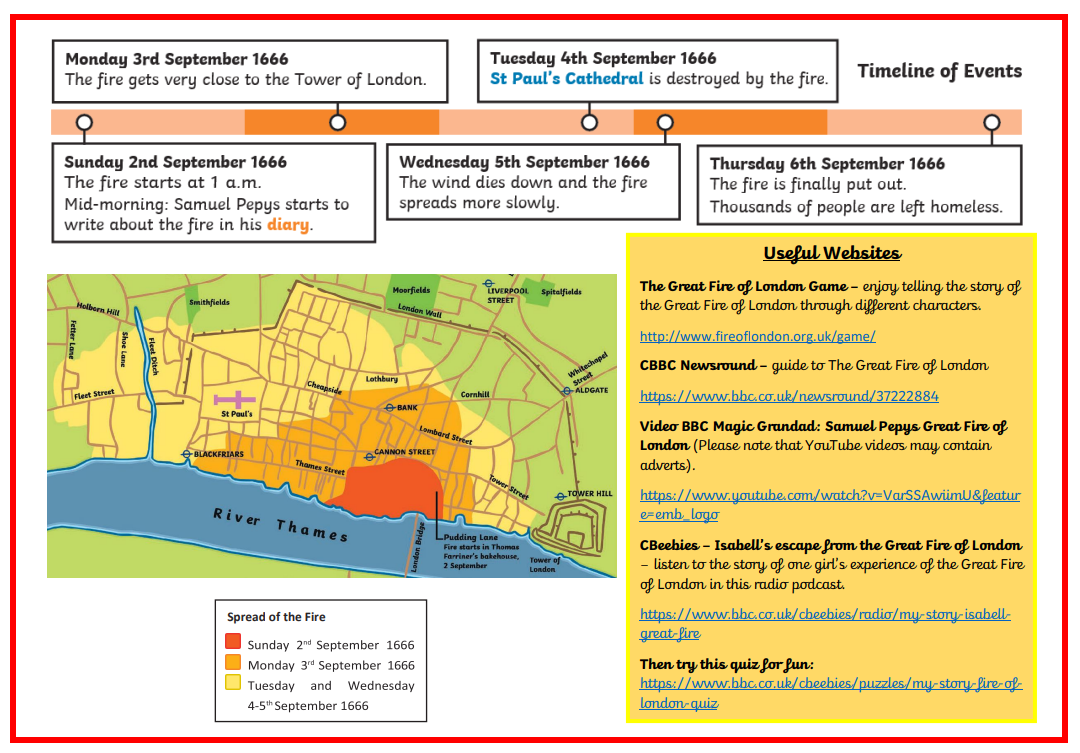 Timeline of Events
Monday 3rd September 1666
The fire gets very close to the Tower of London.
Tuesday 4th September 1666
St Paul's Cathedral is destroyed by the fire.
Sunday 2nd September 1666
The fire starts at 1 a.m.
Mid-morning: Samuel Pepys starts to
write about the fire in his diary.
Wednesday 5th September 1666
The wind dies down and the fire
spreads more slowly.
Thursday 6th September 1666
The fire is finally put out.
Thousands of people are left homeless.
Holborn Hill
Smithfields
Moorfields
LIVERPOOL
STREET
Spitalfields
London Wall
Fetter Lane
Shoe Lane
Fleet Ditch
Whitechapel
Street
ALDGATE
Fleet Street
Cheapside
Lothbury
Cornhill
St Paul's
BANK
Lombard Street
BLACKFRIARS
CANNON STREET
Thames Street
Tower Street
TOWER HILL
River Thames
London Bridge
Pudding Lane
Fire starts in Thomas
Farriner's bakehouse,
2 September
Tower of
London
Spread of the Fire
Sunday 2nd September 1666
Monday 3rd September 1666
Tuesday and Wednesday
4-5th September 1666
Useful Websites
The Great Fire of London Game – enjoy telling the story of
the Great Fire of London through different characters.
http://www.fireoflondon.org.uk/game/
CBBC Newsround – guide to The Great Fire of London
https://www.bbc.co.uk/newsround/37222884
Video BBC Magic Grandad: Samuel Pepys Great Fire of
London (Please note that YouTube videos may contain
adverts).
https://www.youtube.com/watch?v=VarSSAwiimU&featur
e=emb_logo
CBeebies – Isabell's escape from the Great Fire of London
– listen to the story of one girl's experience of the Great Fire
of London in this radio podcast.
https://www.bbc.co.uk/cbeebies/radio/my-story-isabell-
great-fire
Then try this quiz for fun:
https://www.bbc.co.uk/cbeebies/puzzles/my-story-fire-of-
london-quiz